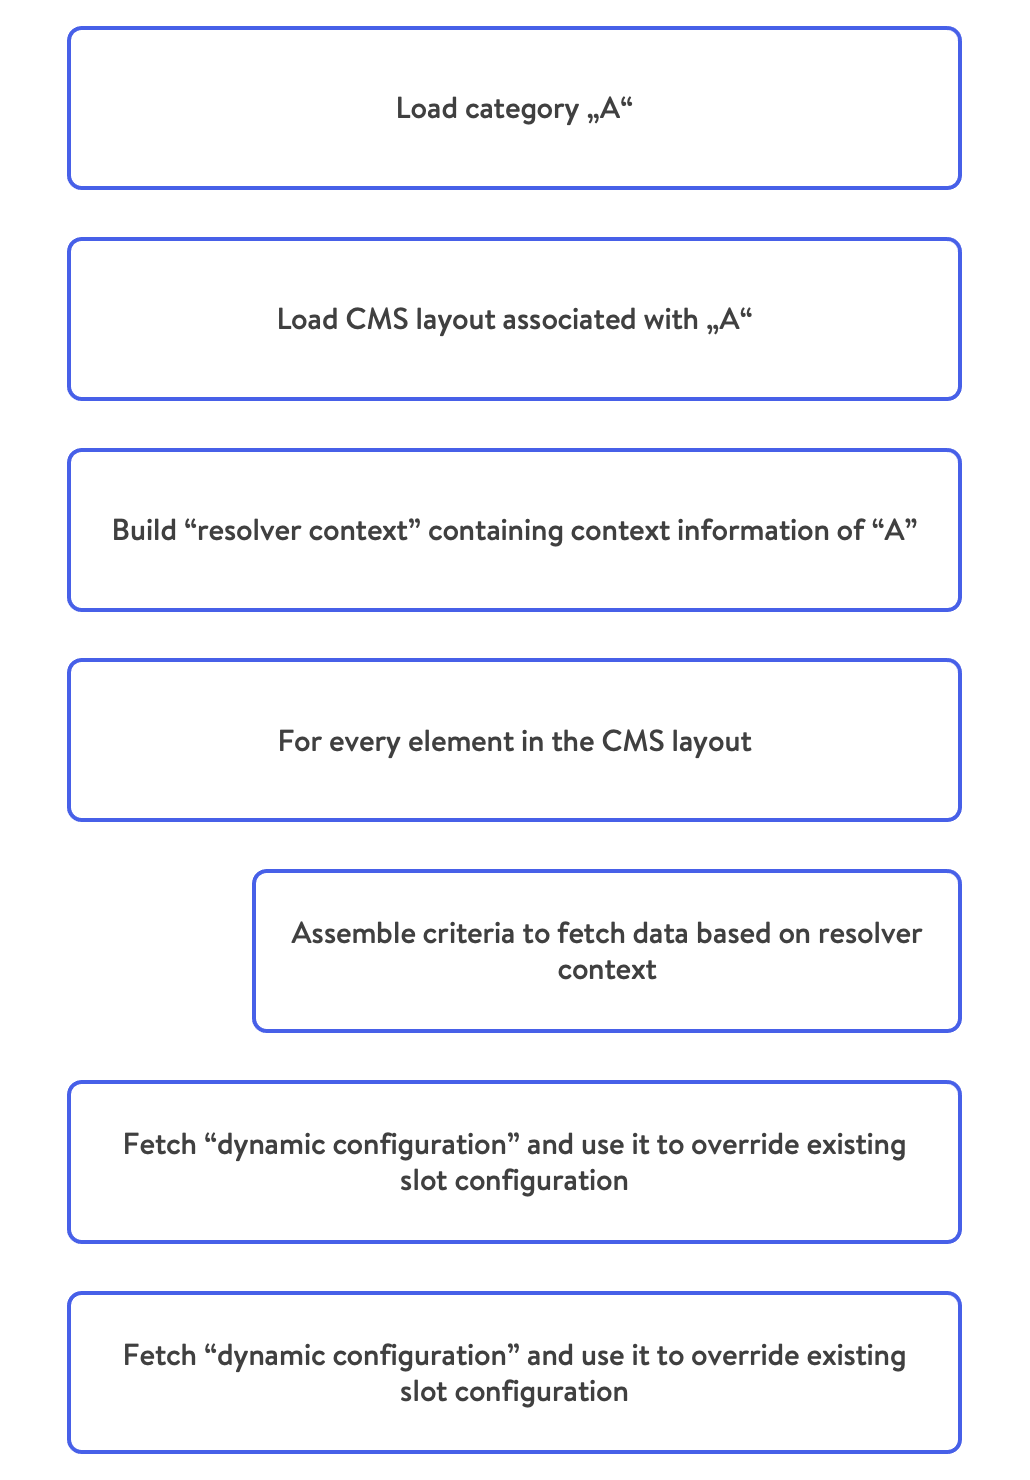 Load category „A“
Load CMS layout associated with „A“
Build “resolver context” containing context information of “A”
For every element in the CMS layout
Assemble criteria to fetch data based on resolver
context
Fetch “dynamic configuration” and use it to override existing
slot configuration
Fetch “dynamic configuration” and use it to override existing
slot configuration